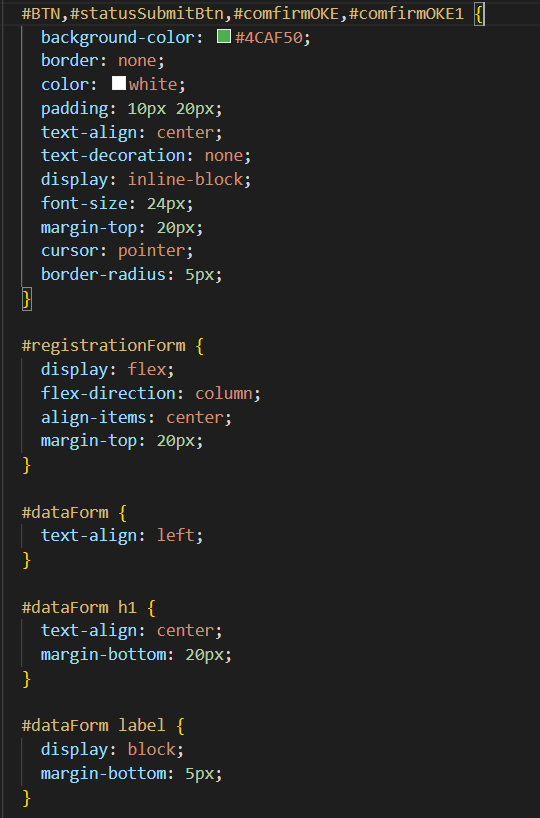 #BTN,#statusSubmitBtn,#comfirmOKE,#comfirmOKE1 {
background-color: #4CAF50;
border: none;
color: white;
padding: 10px 20px;
text-align: center;
text-decoration: none;
display: inline-block;
font-size: 24px;
margin-top: 20px;
cursor: pointer;
border-radius: 5px;
}
#registrationForm {
display: flex;
flex-direction: column;
align-items: center;
margin-top: 20px;
}
#dataForm {
text-align: left;
}
#dataForm h1 {
text-align: center;
margin-bottom: 20px;
}
#dataForm label {
display: block;
margin-bottom: 5px;
}